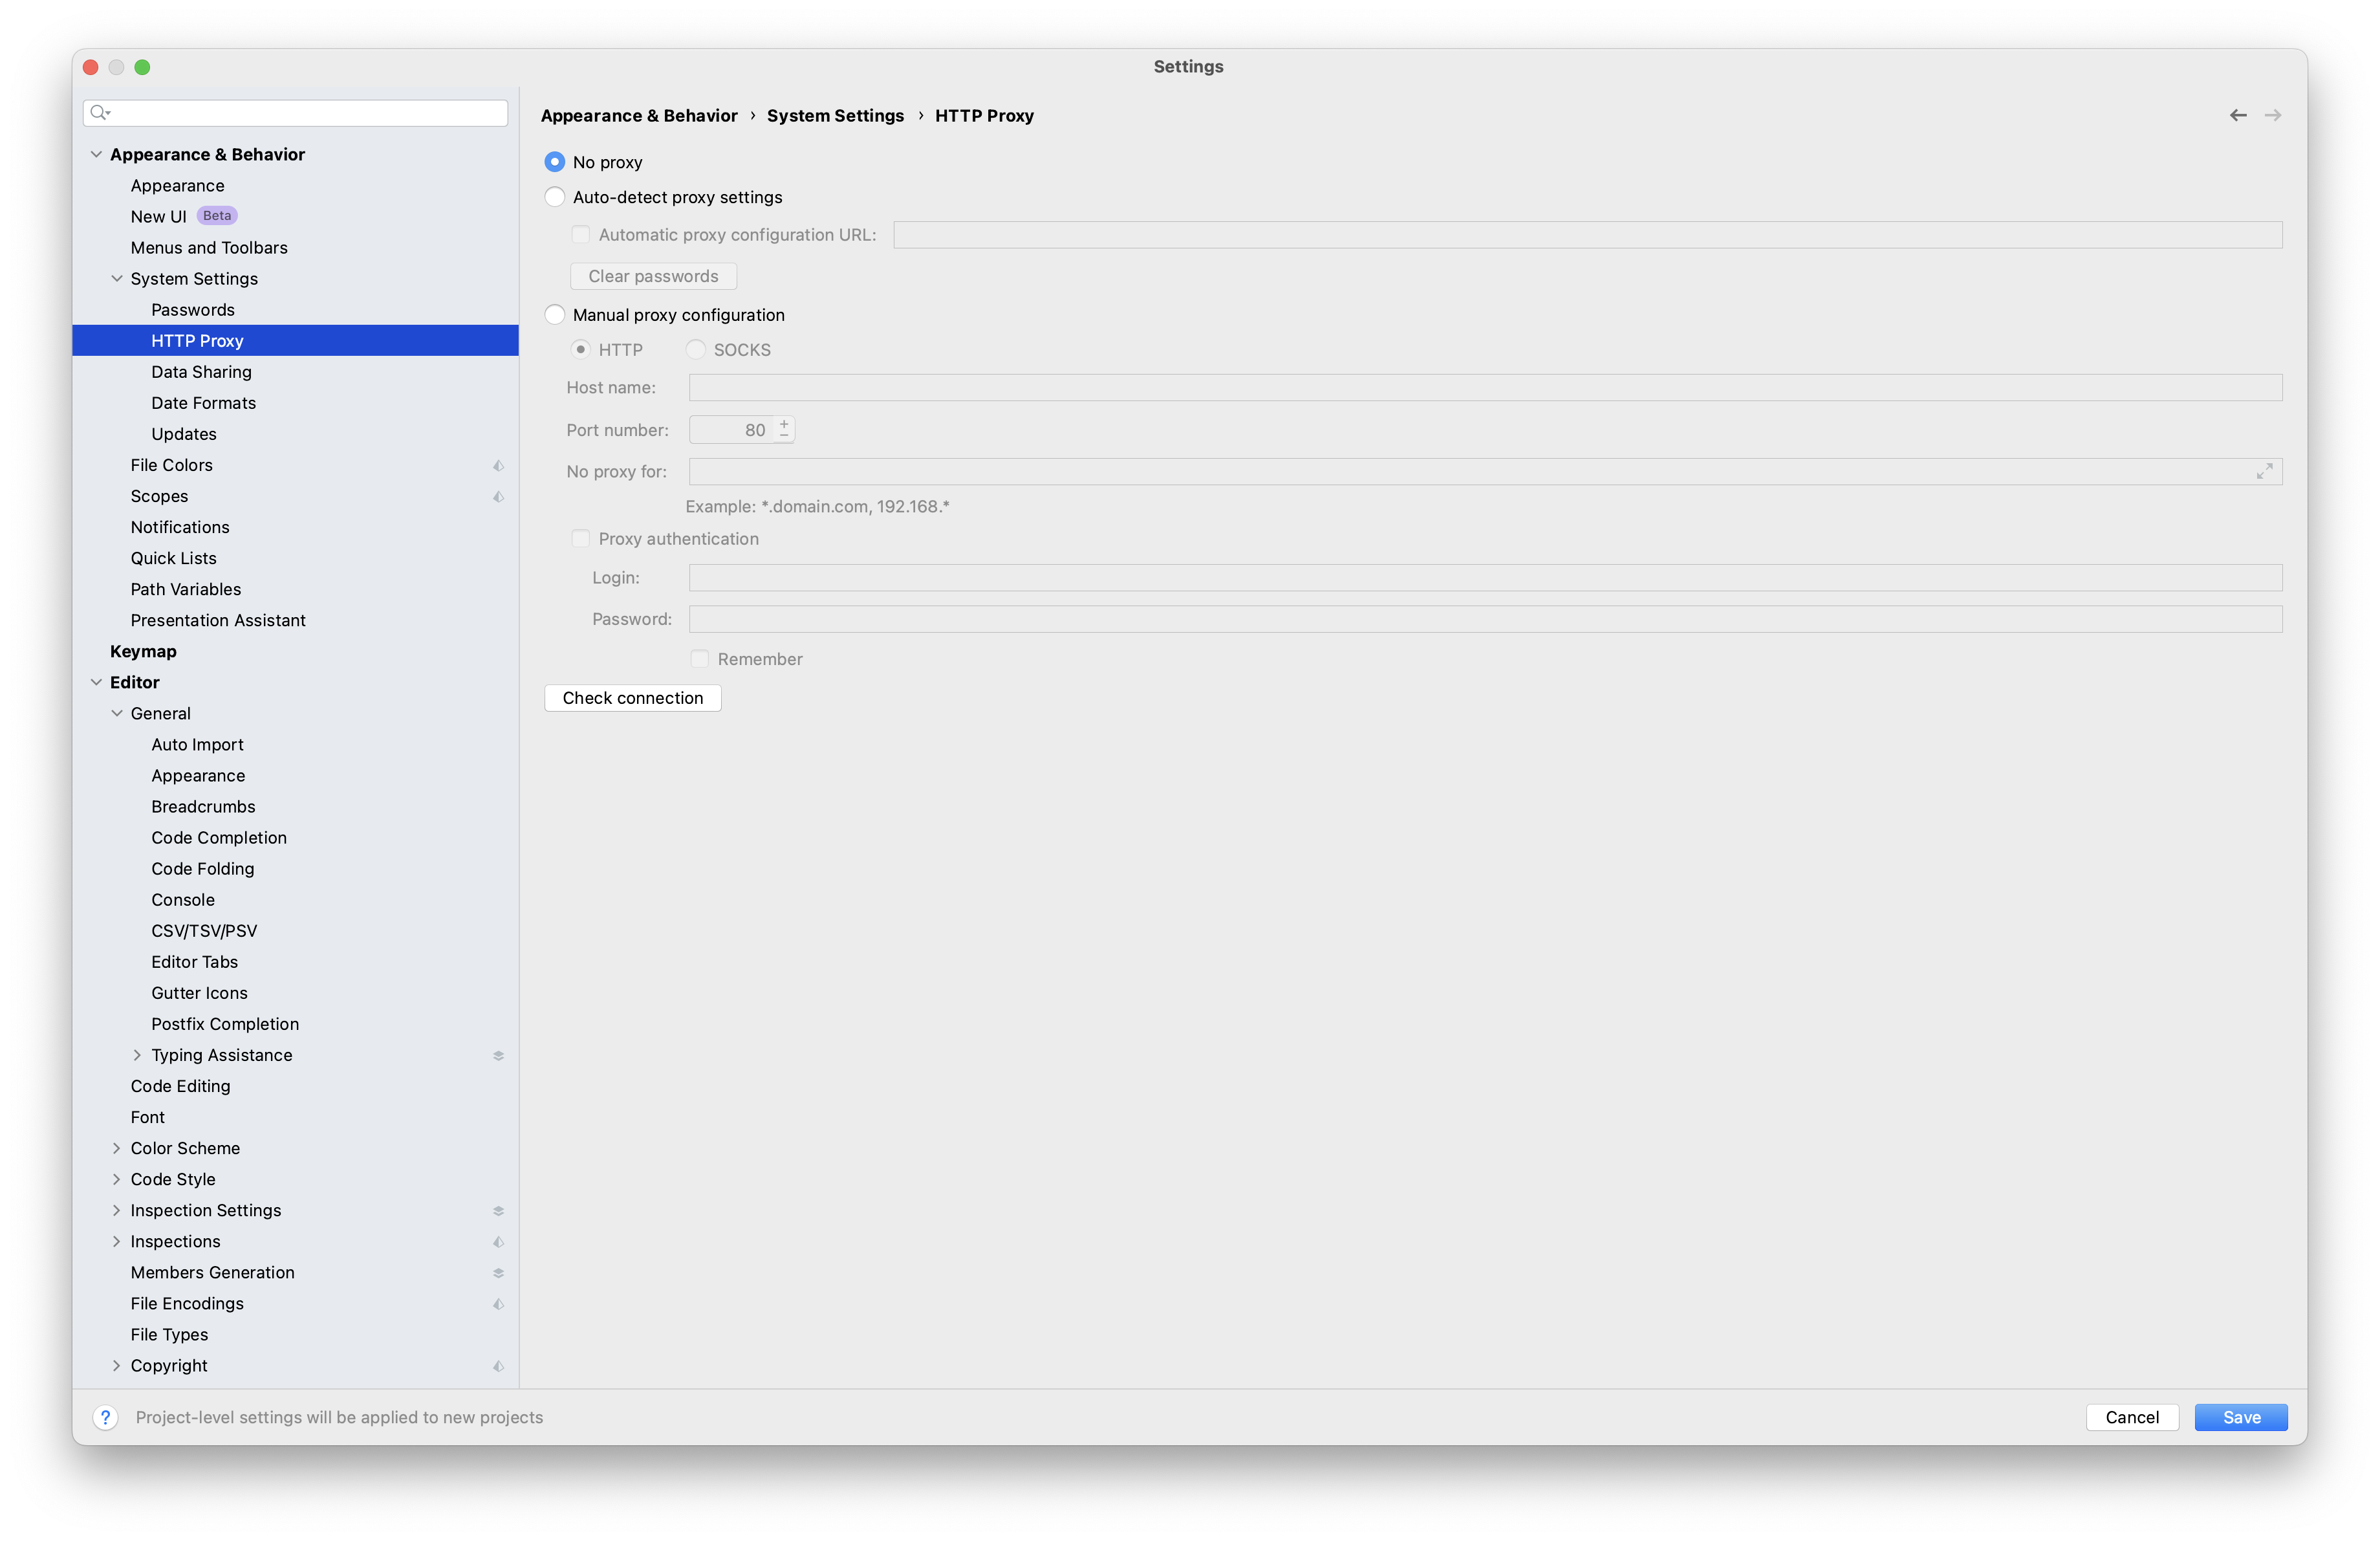 Settings
Appearance & Behavior
Appearance
New UI Beta
Menus and Toolbars
System Settings
Passwords
HTTP Proxy
Data Sharing
Date Formats
Updates
File Colors
Scopes
Notifications
Quick Lists
Path Variables
Presentation Assistant
Keymap
Editor
General
Auto Import
Appearance
Breadcrumbs
Code Completion
Code Folding
Console
CSV/TSV/PSV
Editor Tabs
Gutter Icons
Postfix Completion
Typing Assistance
Code Editing
Font
Color Scheme
Code Style
Inspection Settings
Inspections
Members Generation
File Encodings
File Types
Copyright
Appearance & Behavior › System Settings › HTTP Proxy
No proxy
Auto-detect proxy settings
Automatic proxy configuration URL:
Clear passwords
Manual proxy configuration
HTTP SOCKS
Host name:
Port number: 80
No proxy for:
Example: *.domain.com, 192.168.*
Proxy authentication
Login:
Password:
Remember
Check connection
? Project-level settings will be applied to new projects
Cancel Save